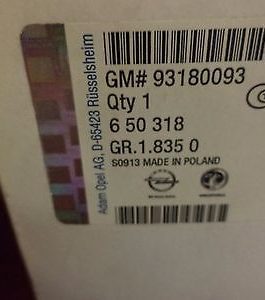 Adam Opel AG, D-65423 Rüsselsheim
GM# 93180093
Qty 1
6 50 318
GR.1.835 0
S0913 MADE IN POLAND